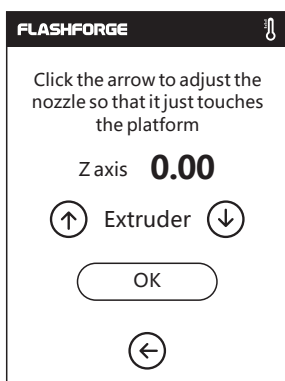 FLASHFORGE
Click the arrow to adjust the
nozzle so that it just touches
the platform
Z axis 0.00
Extruder
OK